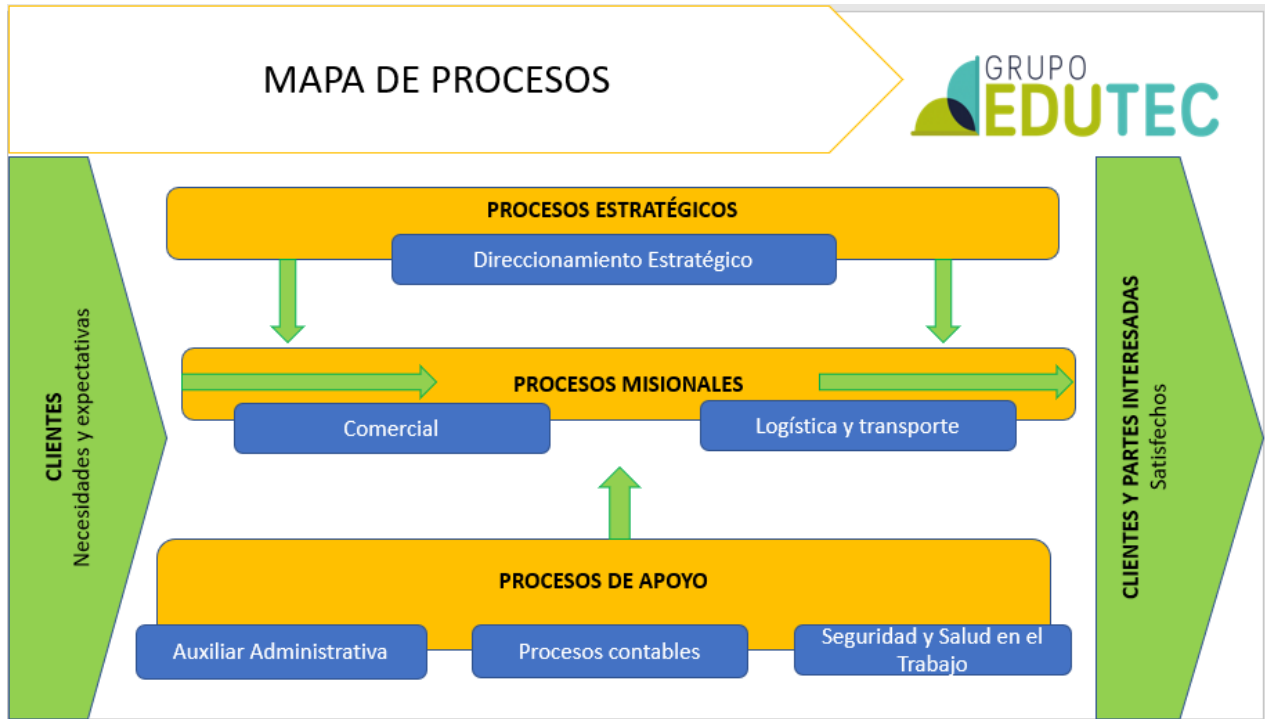 MAPA DE PROCESOS
GRUPO
EDUTEC
CLIENTES
Necesidades y expectativas
PROCESOS ESTRATÉGICOS
Direccionamiento Estratégico
PROCESOS MISIONALES
Comercial
Logística y transporte
PROCESOS DE APOYO
Auxiliar Administrativa
Procesos contables
Seguridad y Salud en el
Trabajo
CLIENTES Y PARTES INTERESADAS
Satisfechos